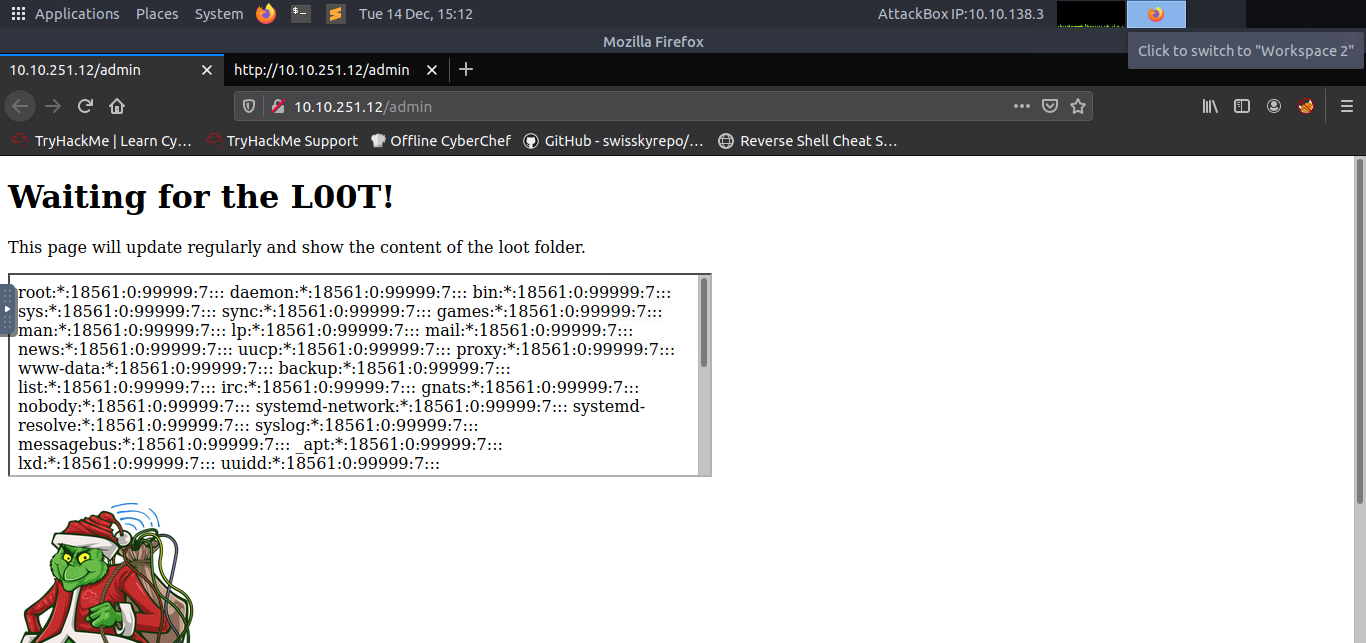 Applications Places System Tue 14 Dec, 15:12 AttackBox IP:10.10.138.3
Mozilla Firefox
Click to switch to "Workspace 2"
10.10.251.12/admin http://10.10.251.12/admin
10.10.251.12/admin
TryHackMe | Learn Cy… TryHackMe Support Offline CyberChef GitHub - swisskyrepo/… Reverse Shell Cheat S…
Waiting for the L00T!
This page will update regularly and show the content of the loot folder.
root:*:18561:0:99999:7::: daemon:*:18561:0:99999:7::: bin:*:18561:0:99999:7:::
sys:*:18561:0:99999:7::: sync:*:18561:0:99999:7::: games:*:18561:0:99999:7:::
man:*:18561:0:99999:7::: lp:*:18561:0:99999:7::: mail:*:18561:0:99999:7:::
news:*:18561:0:99999:7::: uucp:*:18561:0:99999:7::: proxy:*:18561:0:99999:7:::
www-data:*:18561:0:99999:7::: backup:*:18561:0:99999:7:::
list:*:18561:0:99999:7::: irc:*:18561:0:99999:7::: gnats:*:18561:0:99999:7:::
nobody:*:18561:0:99999:7::: systemd-network:*:18561:0:99999:7::: systemd-
resolve:*:18561:0:99999:7::: syslog:*:18561:0:99999:7:::
messagebus:*:18561:0:99999:7::: _apt:*:18561:0:99999:7:::
lxd:*:18561:0:99999:7::: uuidd:*:18561:0:99999:7:::